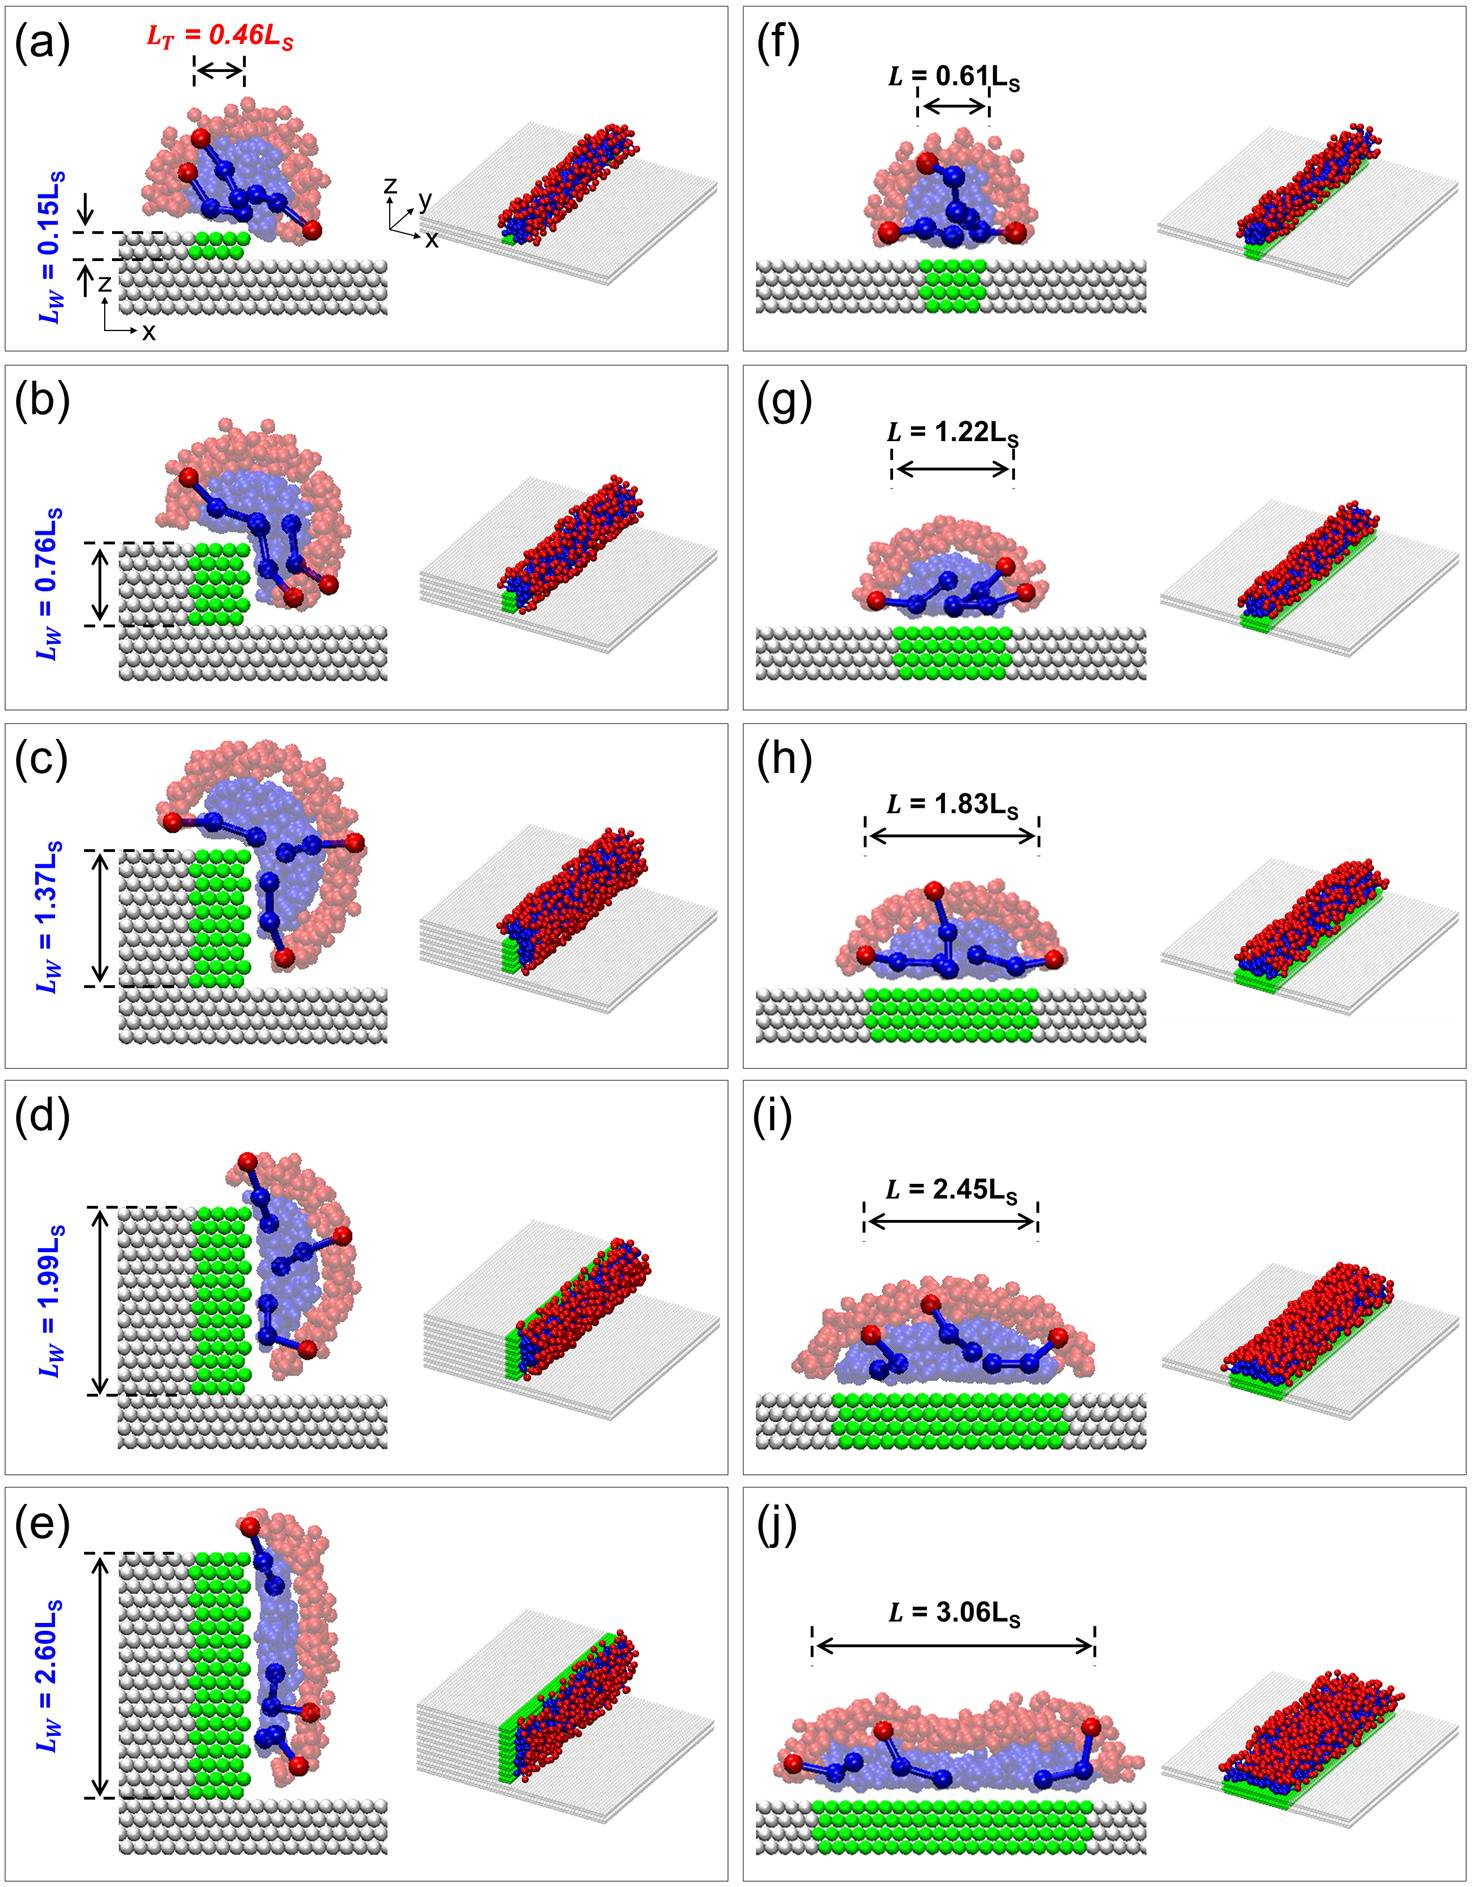 (a)
L_T = 0.46L_S
L_W = 0.15L_S
z
x
z
y
x
(f)
L = 0.61L_S
(b)
L_W = 0.76L_S
(g)
L = 1.22L_S
(c)
L_W = 1.37L_S
(h)
L = 1.83L_S
(d)
L_W = 1.99L_S
(i)
L = 2.45L_S
(e)
L_W = 2.60L_S
(j)
L = 3.06L_S